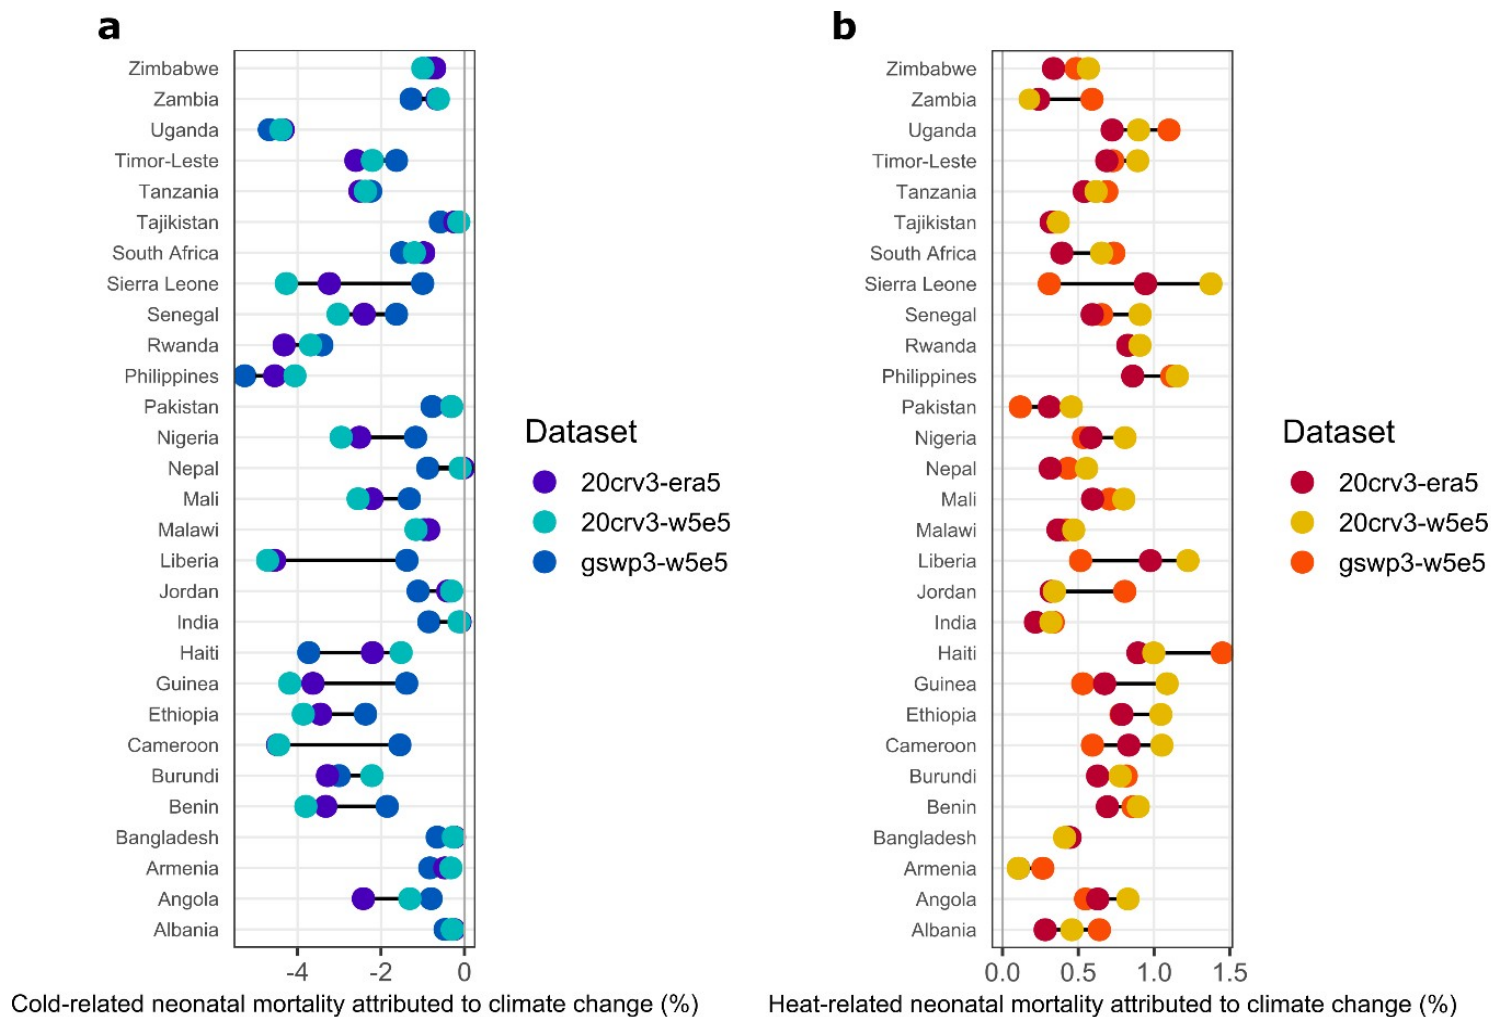 a
Zimbabwe
Zambia
Uganda
Timor-Leste
Tanzania
Tajikistan
South Africa
Sierra Leone
Senegal
Rwanda
Philippines
Pakistan
Nigeria
Nepal
Mali
Malawi
Liberia
Jordan
India
Haiti
Guinea
Ethiopia
Cameroon
Burundi
Benin
Bangladesh
Armenia
Angola
Albania
-4 -2 0
Cold-related neonatal mortality attributed to climate change (%)
Dataset
20crv3-era5
20crv3-w5e5
gswp3-w5e5
b
Zimbabwe
Zambia
Uganda
Timor-Leste
Tanzania
Tajikistan
South Africa
Sierra Leone
Senegal
Rwanda
Philippines
Pakistan
Nigeria
Nepal
Mali
Malawi
Liberia
Jordan
India
Haiti
Guinea
Ethiopia
Cameroon
Burundi
Benin
Bangladesh
Armenia
Angola
Albania
0.0 0.5 1.0 1.5
Heat-related neonatal mortality attributed to climate change (%)
Dataset
20crv3-era5
20crv3-w5e5
gswp3-w5e5